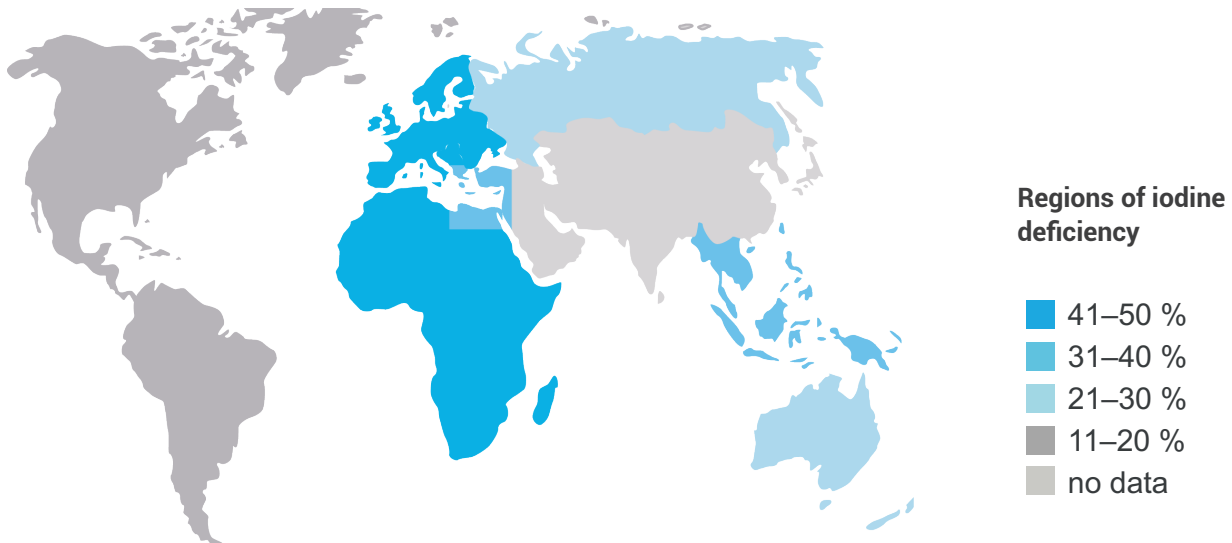 Regions of iodine
deficiency
41–50 %
31–40 %
21–30 %
11–20 %
no data